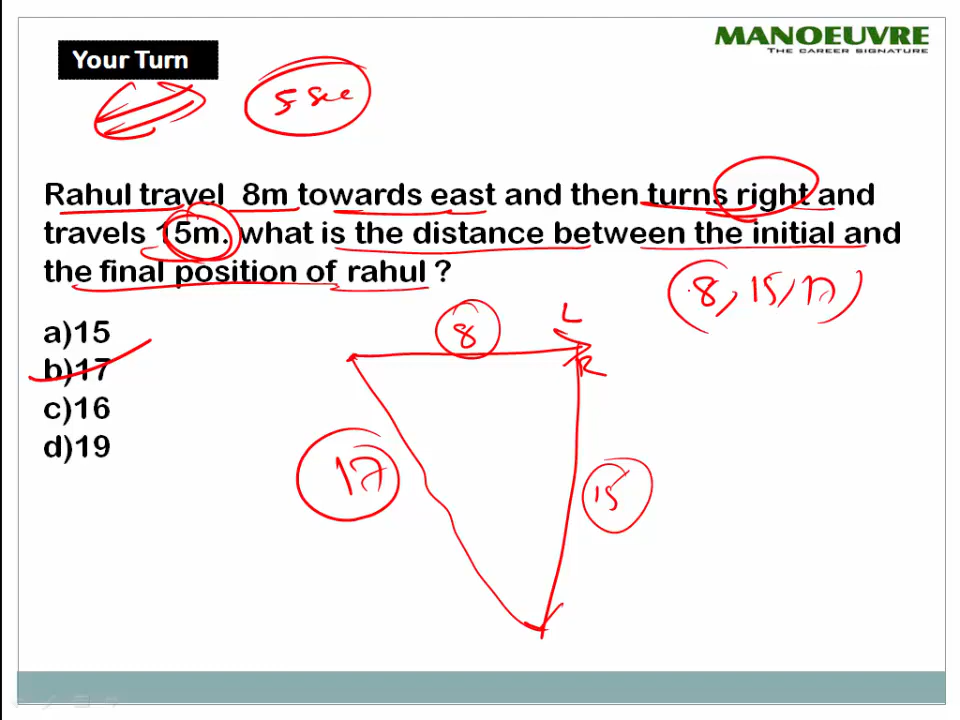 MANOEUVRE
THE CAREER SIGNATURE
Your Turn
5 sec
Rahul travel 8m towards east and then turns right and
travels 15m. what is the distance between the initial and
the final position of rahul ?
(8, 15, 17)
a)15
b)17
c)16
d)19
8
L
R
17
15